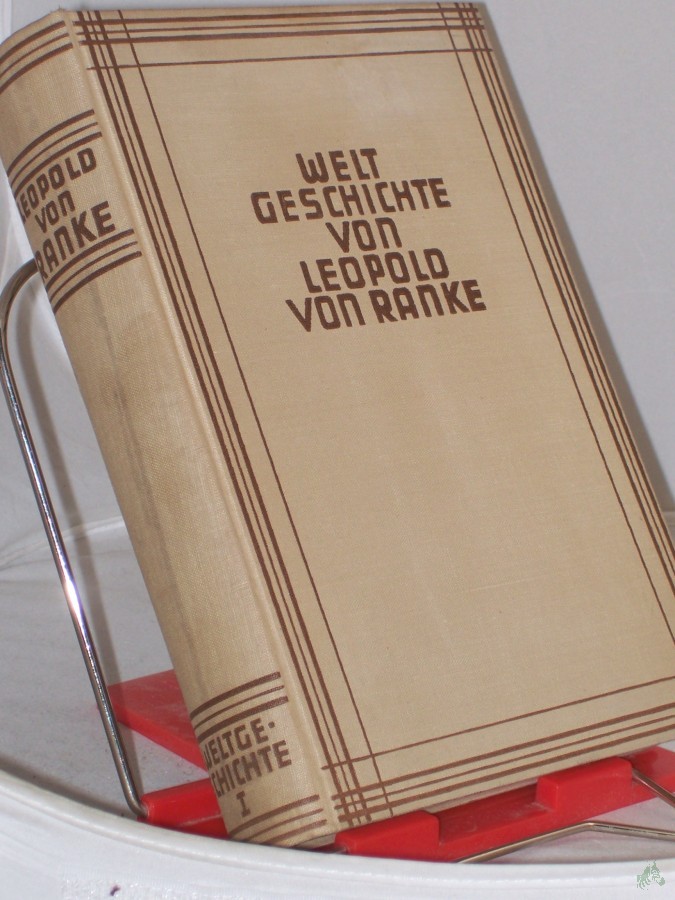 LEOPOLD
VON
RANKE
WELTGE-
SCHICHTE
I
WELT
GESCHICHTE
VON
LEOPOLD
VON RANKE